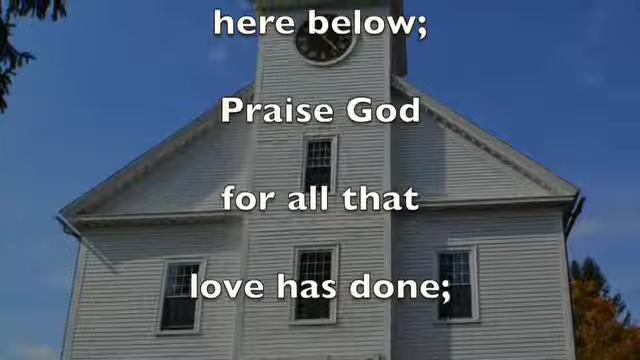 here below;
Praise God
for all that
love has done;